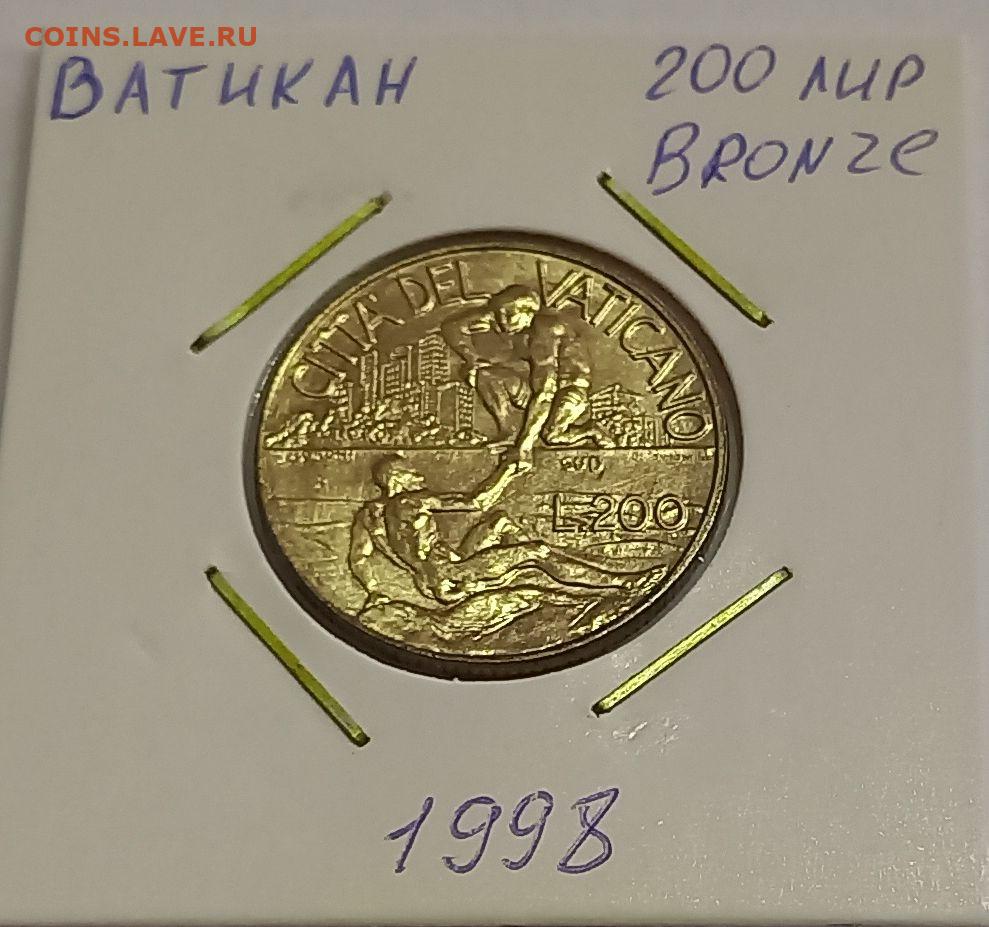 COINS.LAVE.RU
ВАТИКАН
200 ЛИР
BRONZE
CITTA' DEL VATICANO
L.200
1998